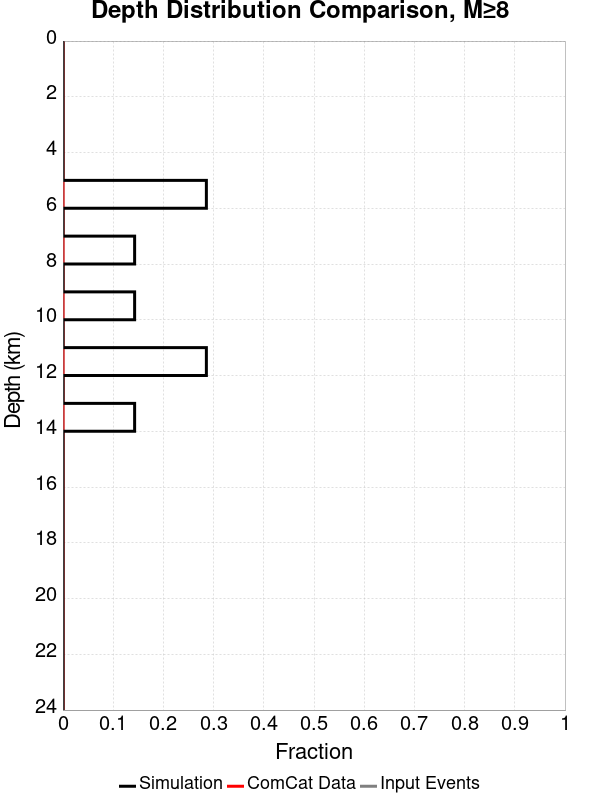 Depth Distribution Comparison, M≥8
0
2
4
6
8
10
12
14
16
18
20
22
24
Depth (km)
0 0.1 0.2 0.3 0.4 0.5 0.6 0.7 0.8 0.9 1
Fraction
Simulation ComCat Data Input Events